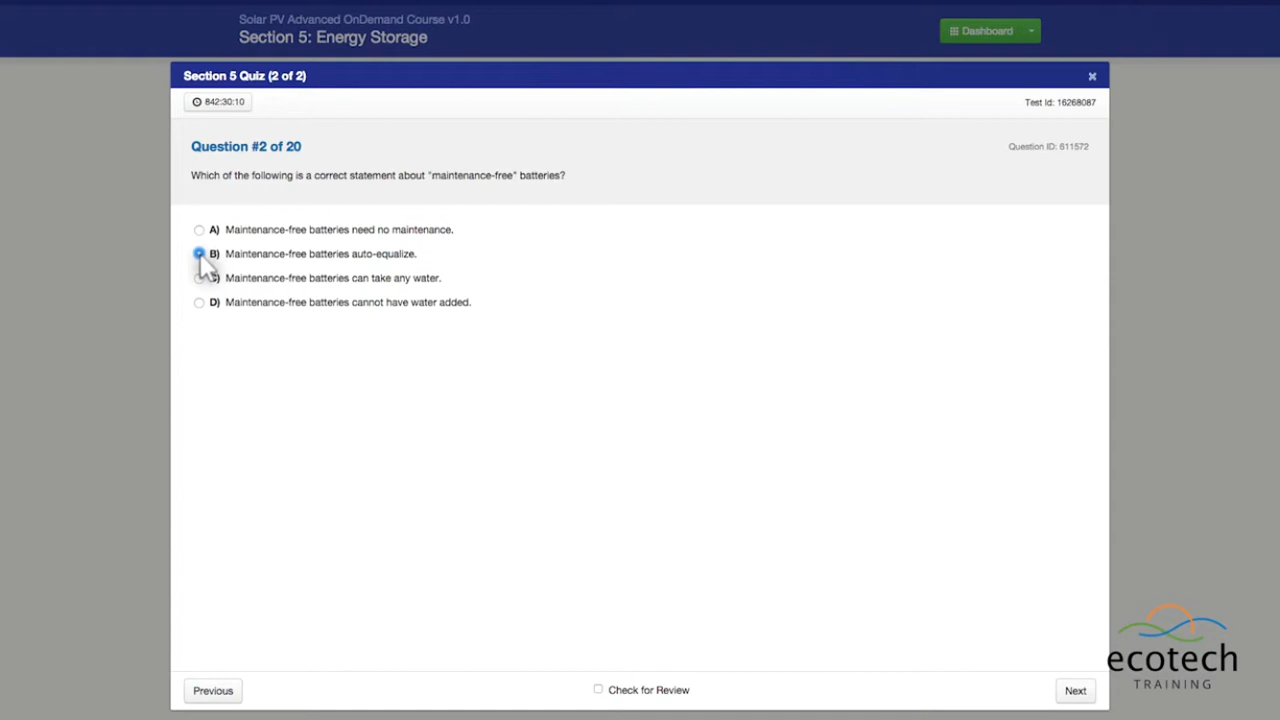 Solar PV Advanced OnDemand Course v1.0
Section 5: Energy Storage
Dashboard
Section 5 Quiz (2 of 2)
842:30:10
Test Id: 16268087
Question #2 of 20
Question ID: 611572
Which of the following is a correct statement about "maintenance-free" batteries?
A) Maintenance-free batteries need no maintenance.
B) Maintenance-free batteries auto-equalize.
C) Maintenance-free batteries can take any water.
D) Maintenance-free batteries cannot have water added.
Previous
Check for Review
Next
ecotech
TRAINING